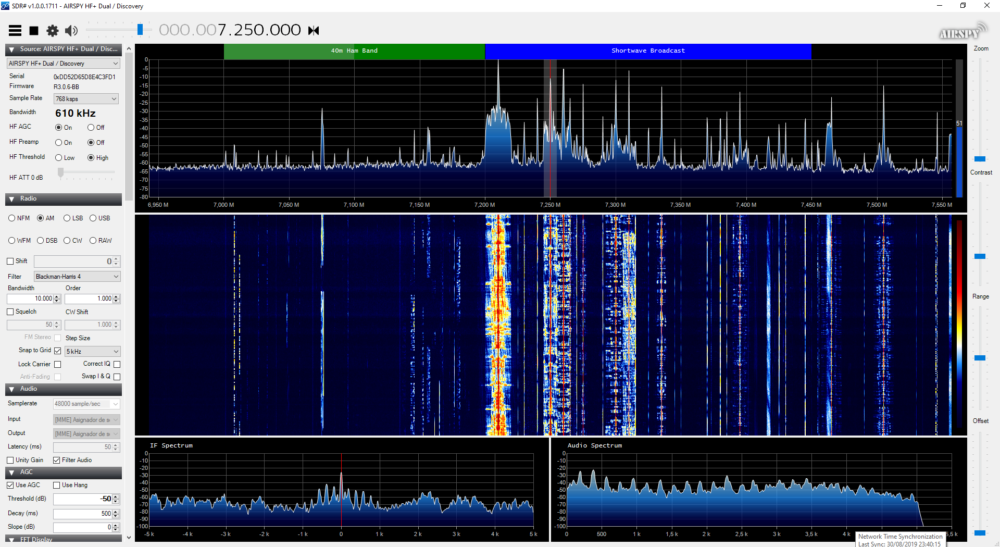 SDR# v1.0.0.1711 - AIRSPY HF+ Dual / Discovery
000.007.250.000
AIRSPY
Source: AIRSPY HF+ Dual / Disc...
AIRSPY HF+ Dual / Discovery
Serial 0xDD52D65D8E4C3FD1
Firmware R3.0.6-BB
Sample Rate 768 ksps
Bandwidth 610 kHz
HF AGC On Off
HF Preamp On Off
HF Threshold Low High
HF ATT 0 dB
Radio
NFM AM LSB USB
WFM DSB CW RAW
Shift 0
Filter Blackman-Harris 4
Bandwidth Order
10.000 1.000
Squelch CW Shift
50 1.000
FM Stereo Step Size
Snap to Grid 5 kHz
Lock Carrier Correct IQ
Anti-Fading Swap I & Q
Audio
Samplerate 48000 sample/sec
Input [MME] Asignador de s
Output [MME] Asignador de s
Latency (ms) 50
Unity Gain Filter Audio
AGC
Use AGC Use Hang
Threshold (dB) -50
Decay (ms) 500
Slope (dB) 0
FFT Display
40m Ham Band Shortwave Broadcast
0
-5
-10
-15
-20
-25
-30
-35
-40
-45
-50
-55
-60
-65
-70
-75
-80
51
6,950 M 7,000 M 7,050 M 7,100 M 7,150 M 7,200 M 7,250 M 7,300 M 7,350 M 7,400 M 7,450 M 7,500 M 7,550 M
IF Spectrum
0
-10
-20
-30
-40
-50
-60
-70
-80
-90
-100
-5 k -4 k -3 k -2 k -1 k 0 1 k 2 k 3 k 4 k 5 k
Audio Spectrum
0
-10
-20
-30
-40
-50
-60
-70
-80
-90
-100
0 500 1 k 1,5 k 2 k 2,5 k 3 k 3,5 k 4 k
Network Time Synchronization
Last Sync: 30/08/2019 23:40:15
Zoom
Contrast
Range
Offset